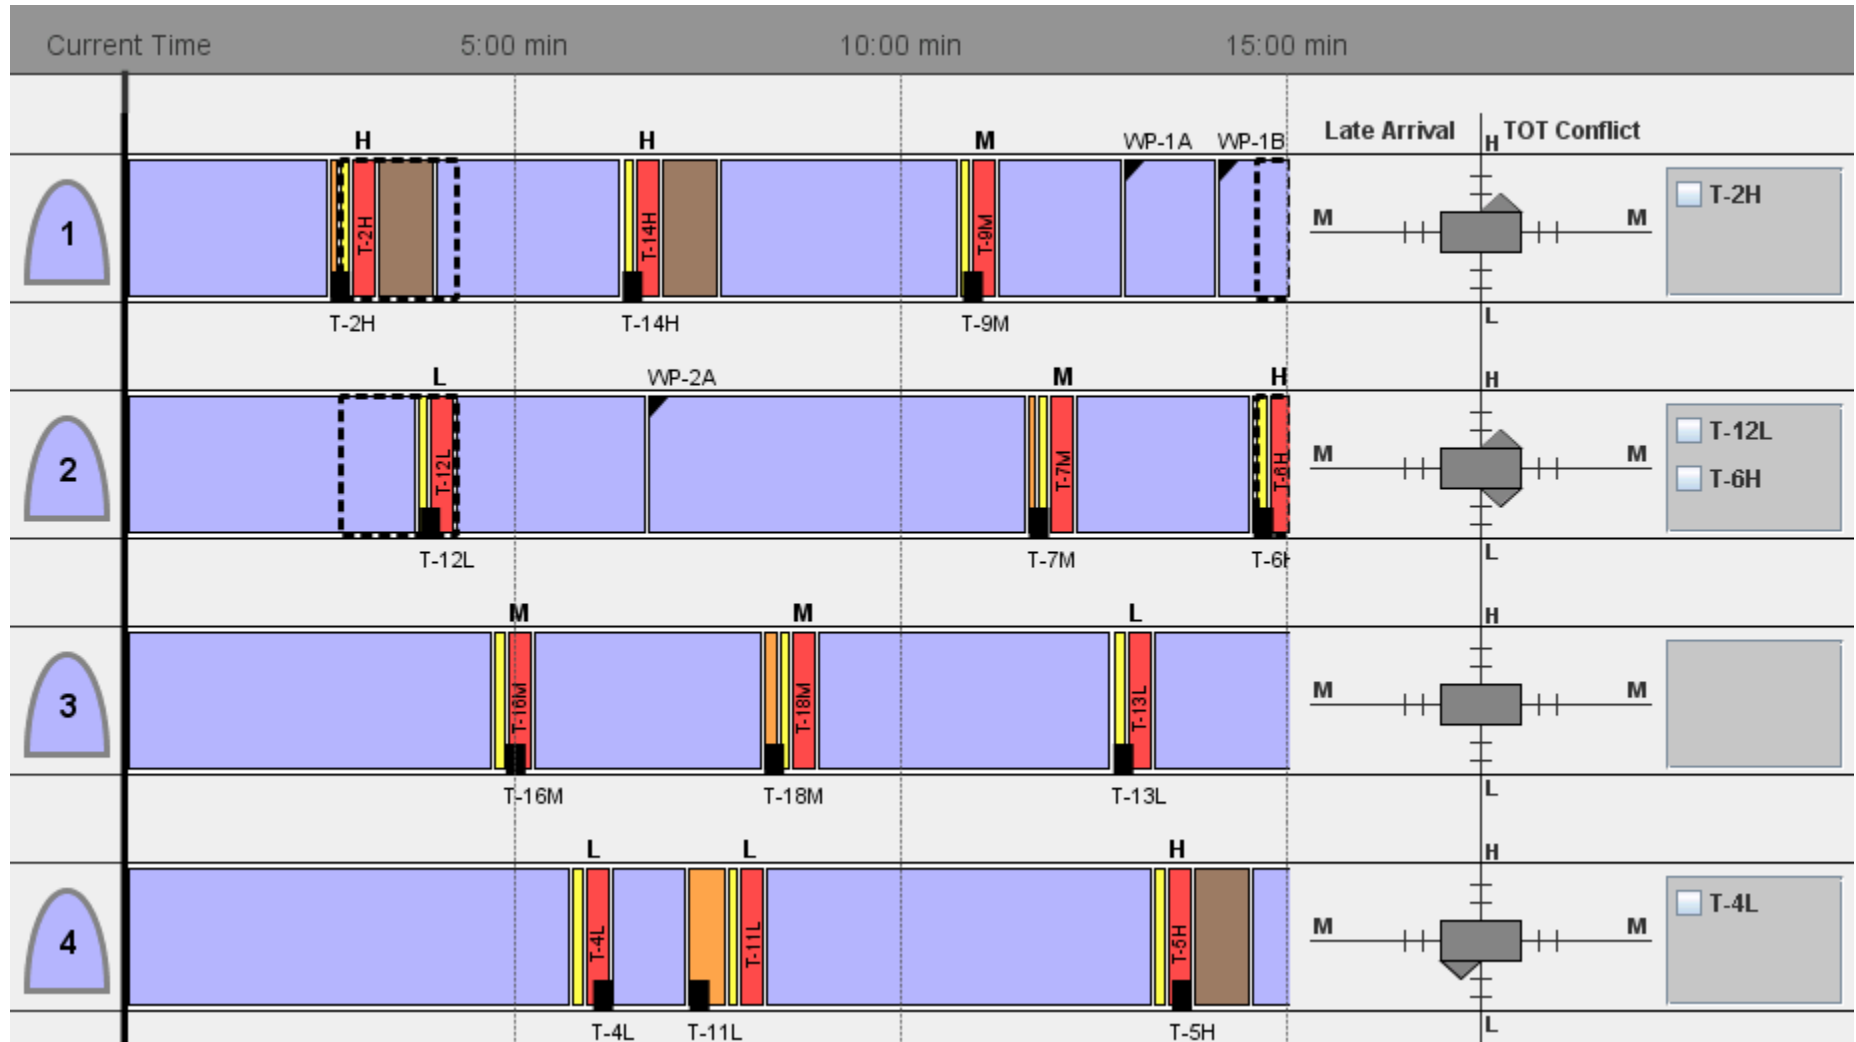 Current Time 5:00 min 10:00 min 15:00 min
Late Arrival TOT Conflict
H H M WP-1A WP-1B H
1 T-2H T-14H T-9M M M T-2H
T-2H T-14H T-9M L
L WP-2A M H H
T-12L
2 T-12L T-7M T-6H M M T-6H
T-12L T-7M T-6H L
M M L H
3 T-16M T-18M T-13L M M
T-16M T-18M T-13L L
L L H H
4 T-4L T-11L T-5H M M T-4L
T-4L T-11L T-5H L